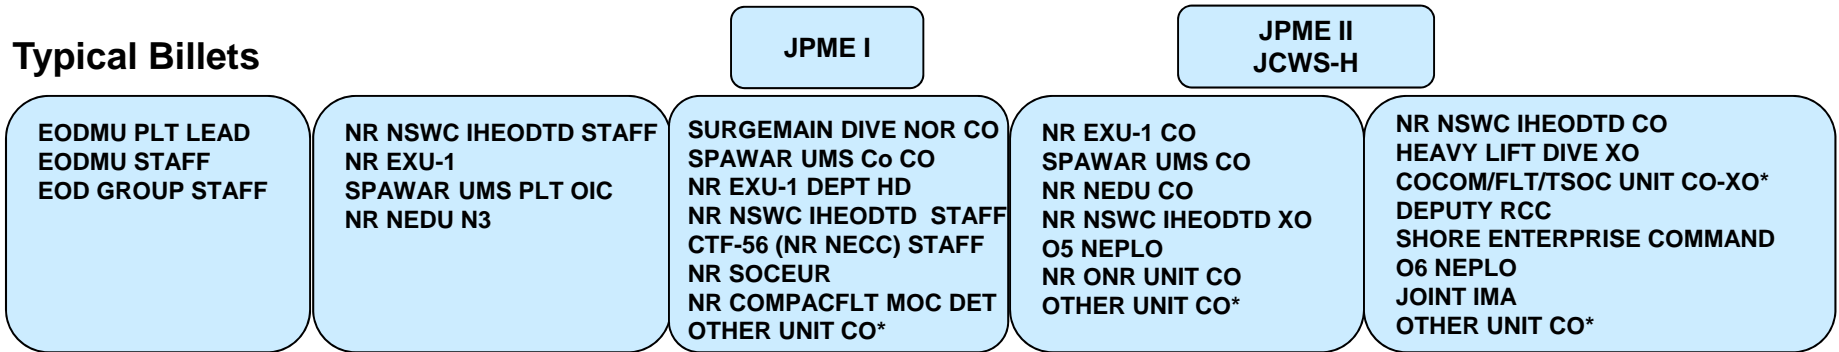 Typical Billets
JPME I
JPME II
JCWS-H
EODMU PLT LEAD
EODMU STAFF
EOD GROUP STAFF
NR NSWC IHEODTD STAFF
NR EXU-1
SPAWAR UMS PLT OIC
NR NEDU N3
SURGEMAIN DIVE NOR CO
SPAWAR UMS Co CO
NR EXU-1 DEPT HD
NR NSWC IHEODTD STAFF
CTF-56 (NR NECC) STAFF
NR SOCEUR
NR COMPACFLT MOC DET
OTHER UNIT CO*
NR EXU-1 CO
SPAWAR UMS CO
NR NEDU CO
NR NSWC IHEODTD XO
O5 NEPLO
NR ONR UNIT CO
OTHER UNIT CO*
NR NSWC IHEODTD CO
HEAVY LIFT DIVE XO
COCOM/FLT/TSOC UNIT CO-XO*
DEPUTY RCC
SHORE ENTERPRISE COMMAND
O6 NEPLO
JOINT IMA
OTHER UNIT CO*